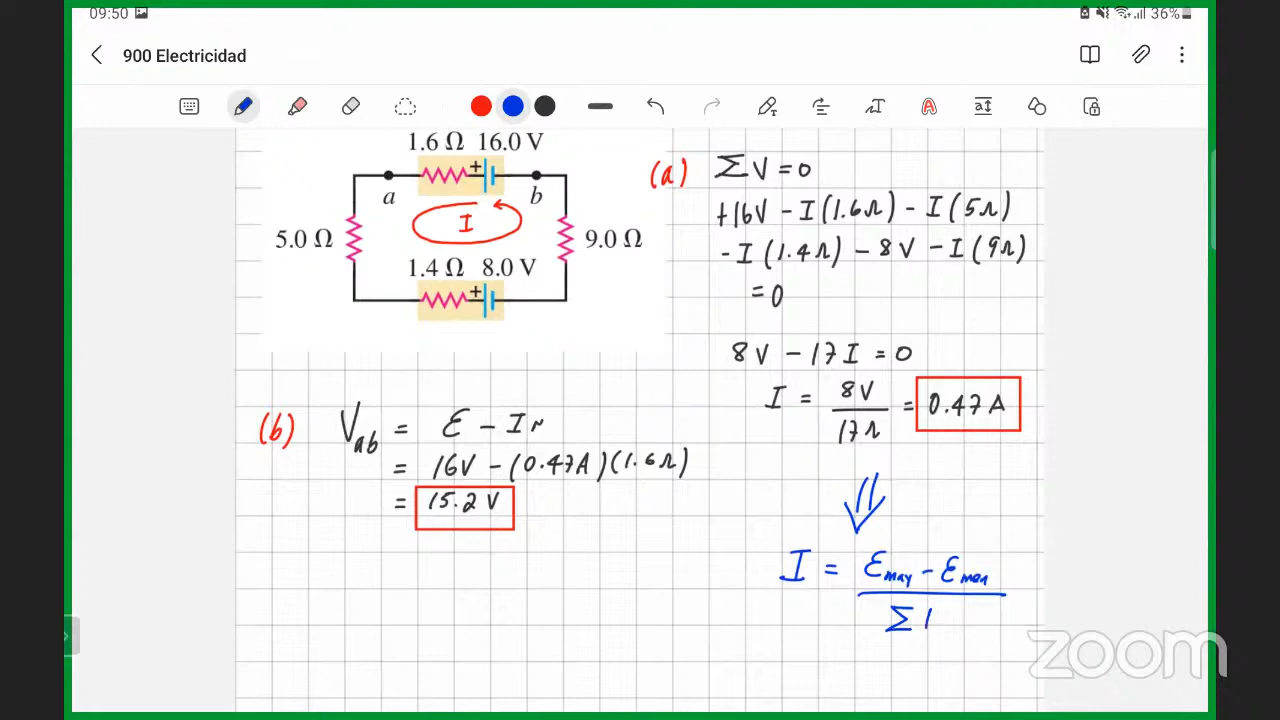 09:50 36%
900 Electricidad
1.6 Ω 16.0 V
+
a b
I
5.0 Ω 9.0 Ω
1.4 Ω 8.0 V
+
(a) ΣV = 0
+16V - I(1.6Ω) - I(5Ω)
- I(1.4Ω) - 8V - I(9Ω)
= 0
8V - 17I = 0
I = 8V / 17Ω = 0.47A
(b) Vab = ε - Ir
= 16V - (0.47A)(1.6Ω)
= 15.2 V
I = εmay - εmen
Σ
zoom